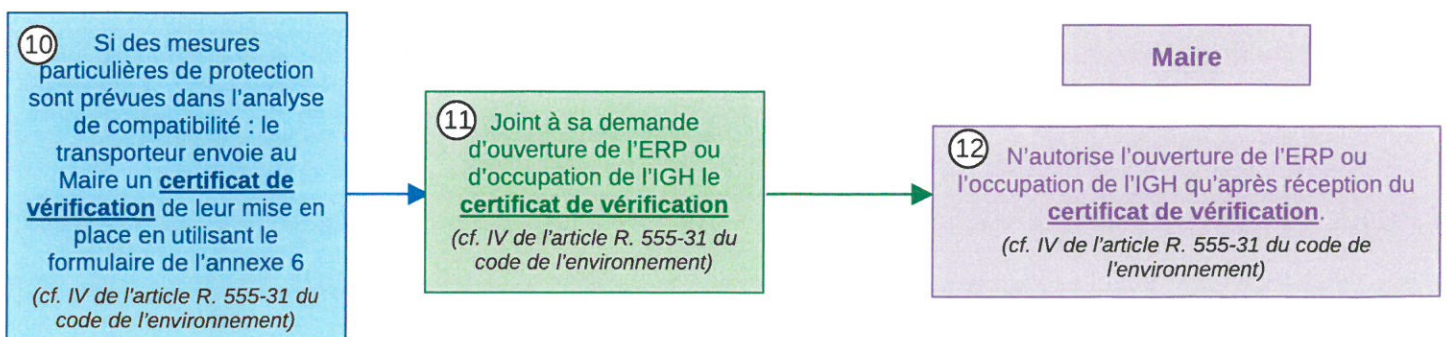 10 Si des mesures
particulières de protection
sont prévues dans l'analyse
de compatibilité : le
transporteur envoie au
Maire un certificat de
vérification de leur mise en
place en utilisant le
formulaire de l'annexe 6
(cf. IV de l'article R. 555-31 du
code de l'environnement)
11 Joint à sa demande
d'ouverture de l'ERP ou
d'occupation de l'IGH le
certificat de vérification
(cf. IV de l'article R. 555-31 du
code de l'environnement)
Maire
12 N'autorise l'ouverture de l'ERP ou
l'occupation de l'IGH qu'après réception du
certificat de vérification.
(cf. IV de l'article R. 555-31 du code de
l'environnement)